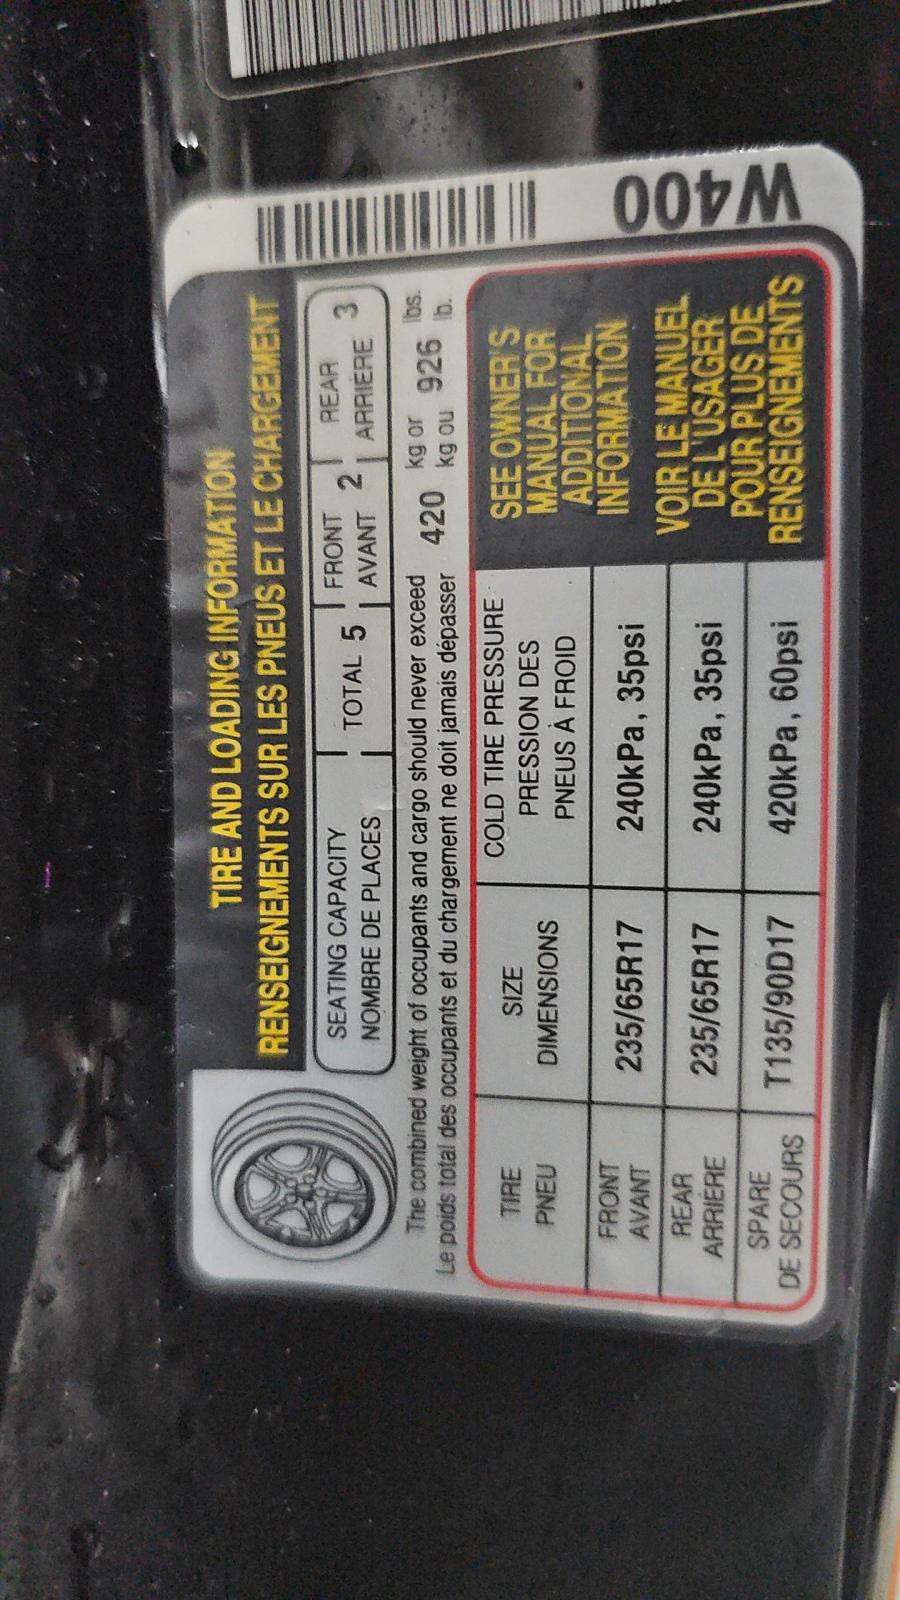 TIRE AND LOADING INFORMATION
RENSEIGNEMENTS SUR LES PNEUS ET LE CHARGEMENT
SEATING CAPACITY
NOMBRE DE PLACES
TOTAL 5
FRONT
AVANT 2
REAR
ARRIERE 3
The combined weight of occupants and cargo should never exceed 420 kg or 926 lbs.
Le poids total des occupants et du chargement ne doit jamais dépasser kg ou lb.
TIRE
PNEU
SIZE
DIMENSIONS
COLD TIRE PRESSURE
PRESSION DES
PNEUS À FROID
FRONT
AVANT
235/65R17
240kPa, 35psi
REAR
ARRIÈRE
235/65R17
240kPa, 35psi
SPARE
DE SECOURS
T135/90D17
420kPa, 60psi
SEE OWNER'S
MANUAL FOR
ADDITIONAL
INFORMATION
VOIR LE MANUEL
DE L'USAGER
POUR PLUS DE
RENSEIGNEMENTS
W400